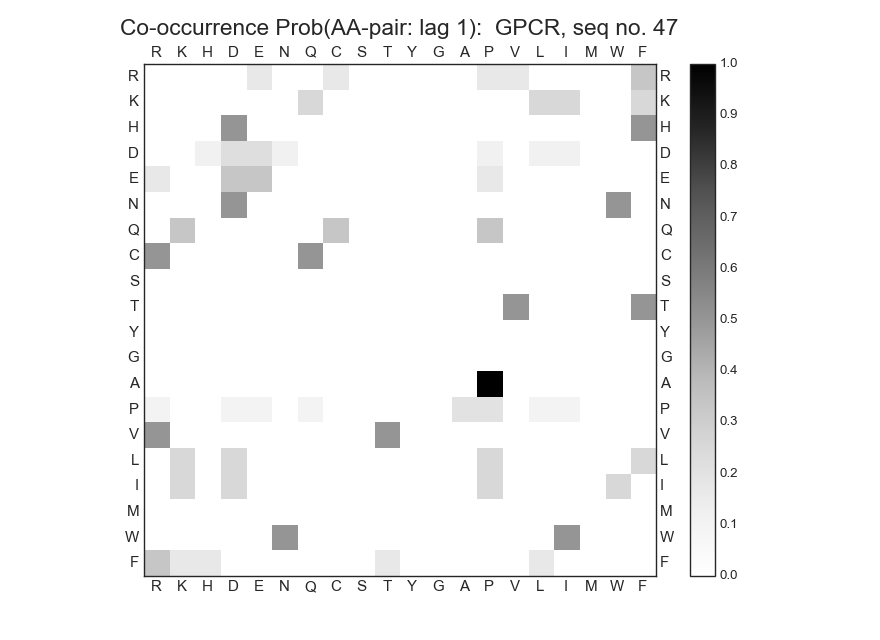 Co-occurrence Prob(AA-pair: lag 1):  GPCR, seq no. 47
R K H D E N Q C S T Y G A P V L I M W F
R R
K K
H H
D D
E E
N N
Q Q
C C
S S
T T
Y Y
G G
A A
P P
V V
L L
I I
M M
W W
F F
R K H D E N Q C S T Y G A P V L I M W F
1.0
0.9
0.8
0.7
0.6
0.5
0.4
0.3
0.2
0.1
0.0